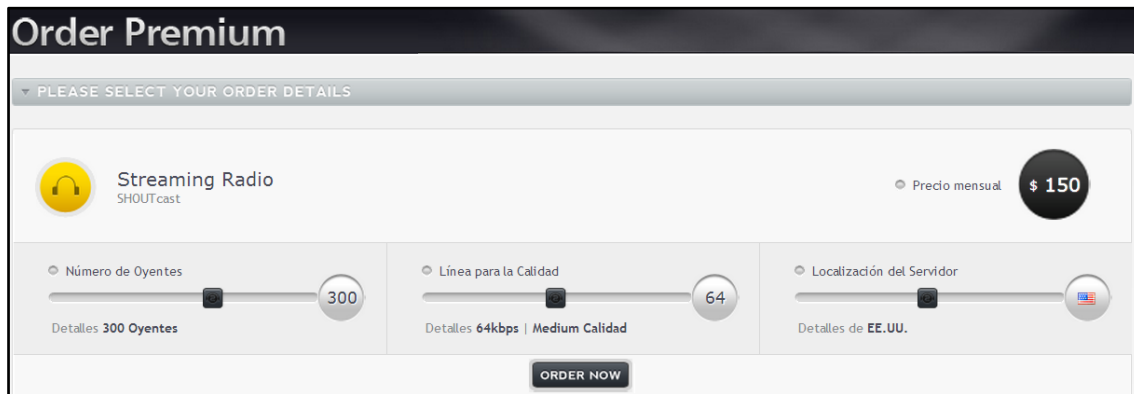 Order Premium
PLEASE SELECT YOUR ORDER DETAILS
Streaming Radio
SHOUTcast
Precio mensual
$ 150
Número de Oyentes
300
Detalles 300 Oyentes
Línea para la Calidad
64
Detalles 64kbps | Medium Calidad
Localización del Servidor
Detalles de EE.UU.
ORDER NOW